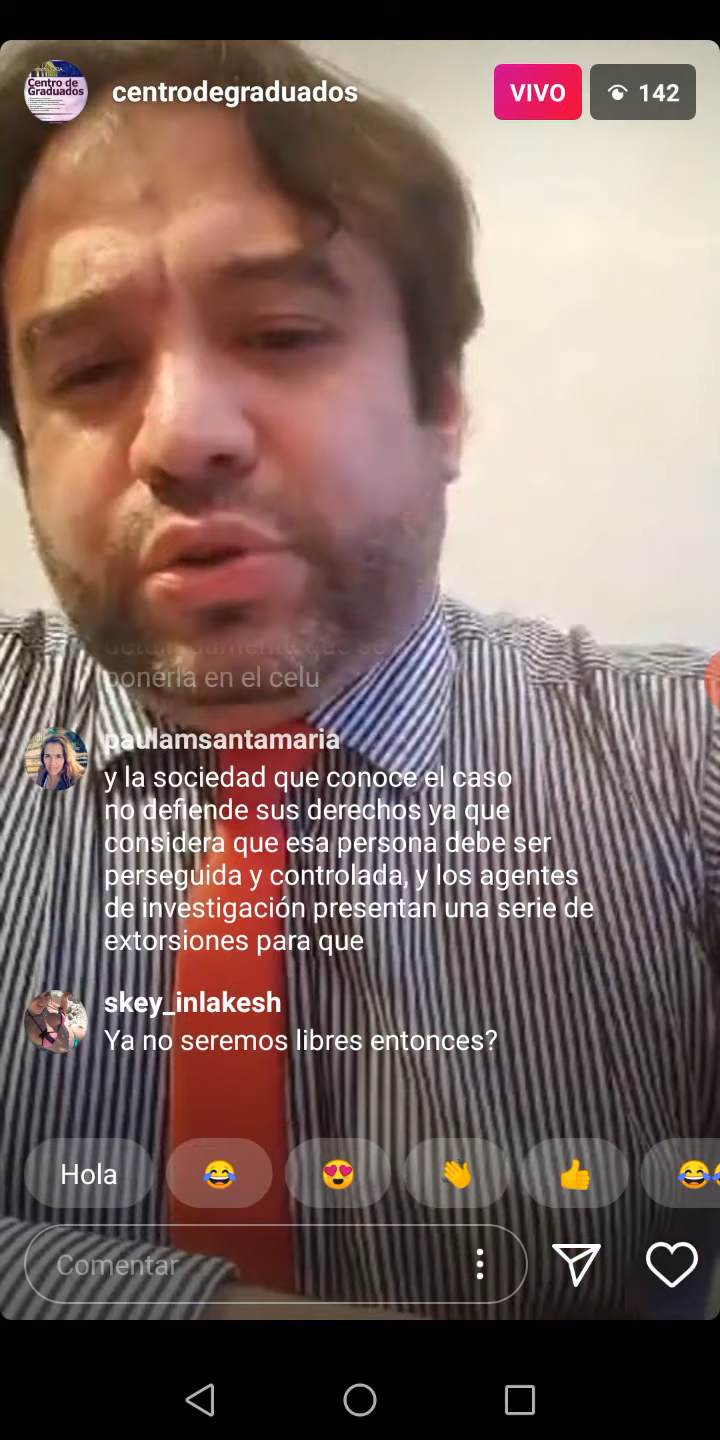 Centro de
Graduados
centrodegraduados
VIVO
142
ponerla en el celu
paulamsantamaria
y la sociedad que conoce el caso
no defiende sus derechos ya que
considera que esa persona debe ser
perseguida y controlada, y los agentes
de investigación presentan una serie de
extorsiones para que
skey_inlakesh
Ya no seremos libres entonces?
Hola
Comentar